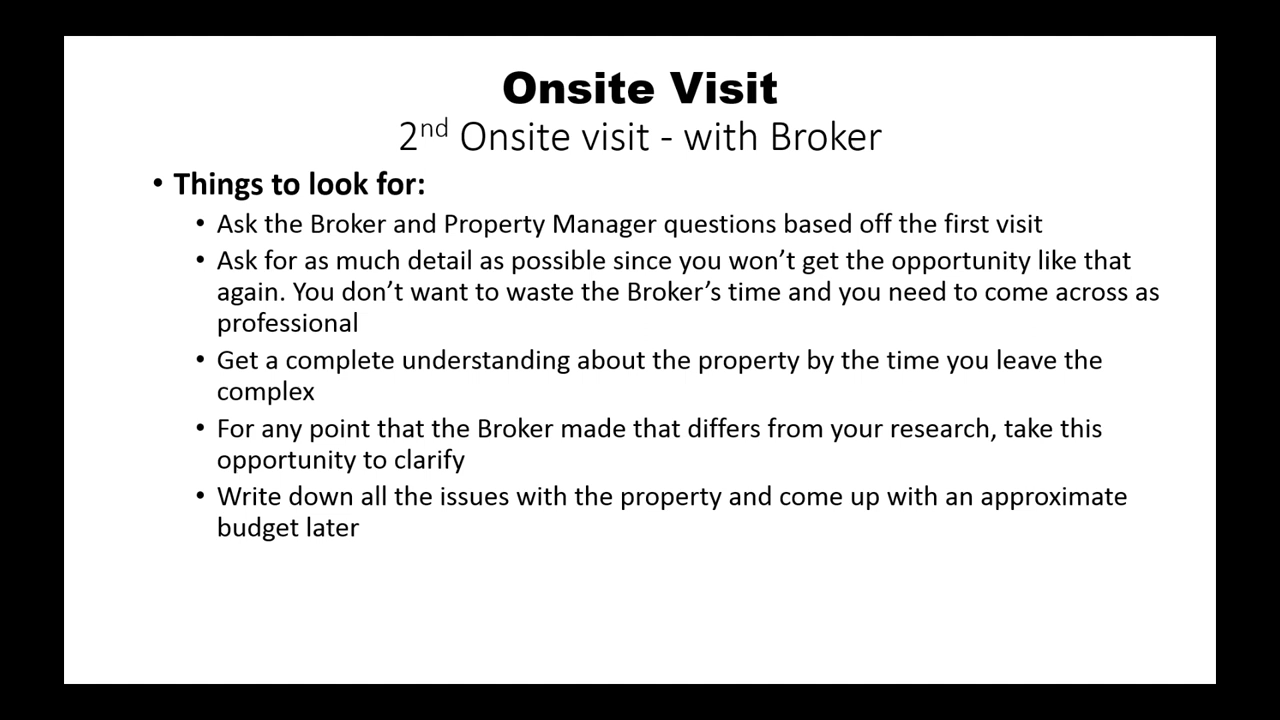 Onsite Visit
2nd Onsite visit - with Broker
• Things to look for:
• Ask the Broker and Property Manager questions based off the first visit
• Ask for as much detail as possible since you won’t get the opportunity like that
again. You don’t want to waste the Broker’s time and you need to come across as
professional
• Get a complete understanding about the property by the time you leave the
complex
• For any point that the Broker made that differs from your research, take this
opportunity to clarify
• Write down all the issues with the property and come up with an approximate
budget later